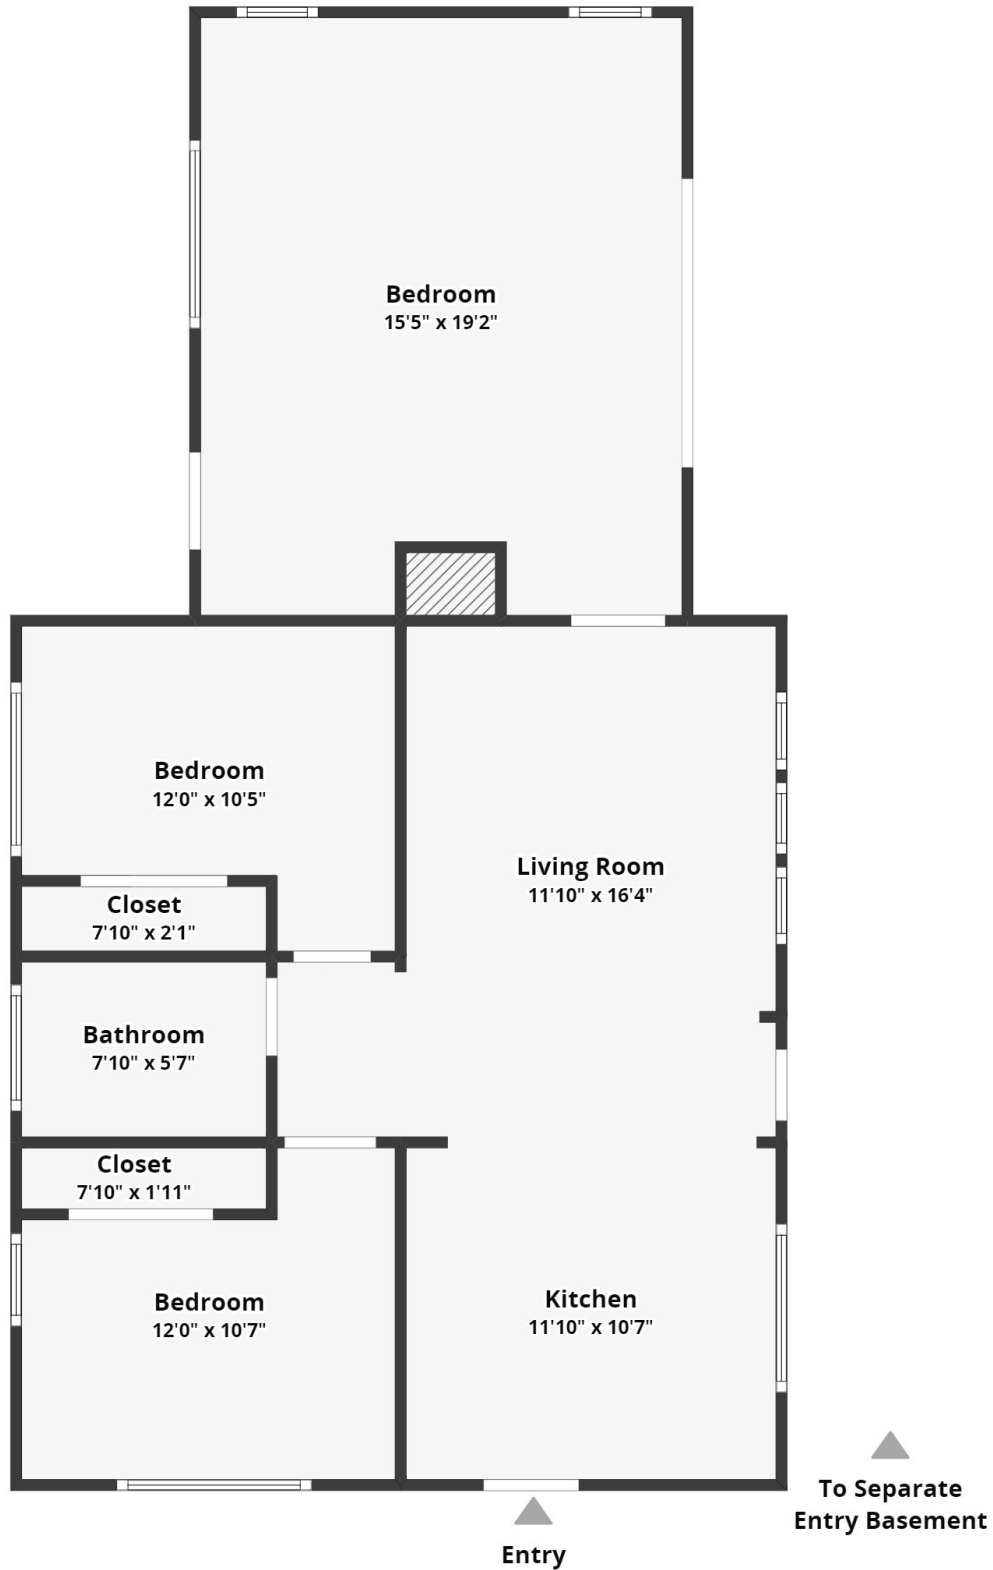 Bedroom
15'5" x 19'2"
Bedroom
12'0" x 10'5"
Living Room
11'10" x 16'4"
Closet
7'10" x 2'1"
Bathroom
7'10" x 5'7"
Closet
7'10" x 1'11"
Bedroom
12'0" x 10'7"
Kitchen
11'10" x 10'7"
To Separate
Entry Basement
Entry